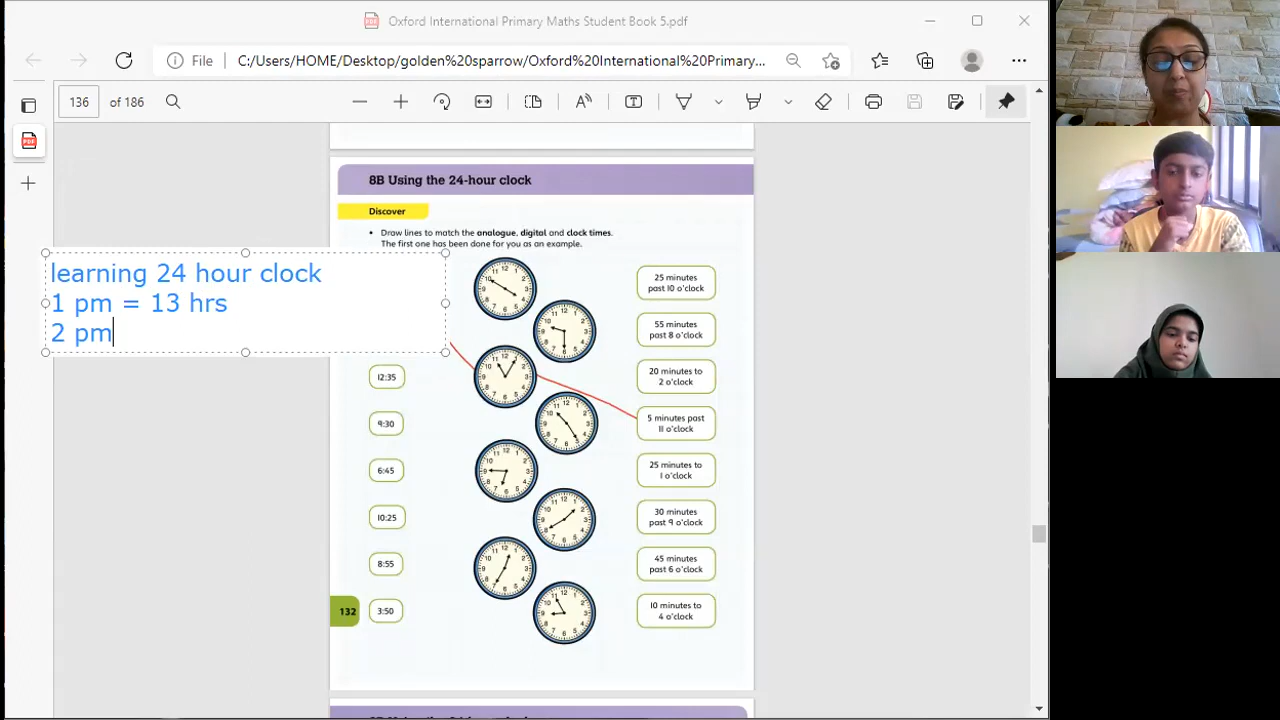 Oxford International Primary Maths Student Book 5.pdf
File C:/Users/HOME/Desktop/golden%20sparrow/Oxford%20International%20Primary...
136 of 186
8B Using the 24-hour clock
Discover
• Draw lines to match the analogue, digital and clock times.
The first one has been done for you as an example.
learning 24 hour clock
1 pm = 13 hrs
2 pm
12:35
9:30
6:45
10:25
8:55
3:50
25 minutes
past 10 o'clock
55 minutes
past 8 o'clock
20 minutes to
2 o'clock
5 minutes past
11 o'clock
25 minutes to
1 o'clock
30 minutes
past 9 o'clock
45 minutes
past 6 o'clock
10 minutes to
4 o'clock
132